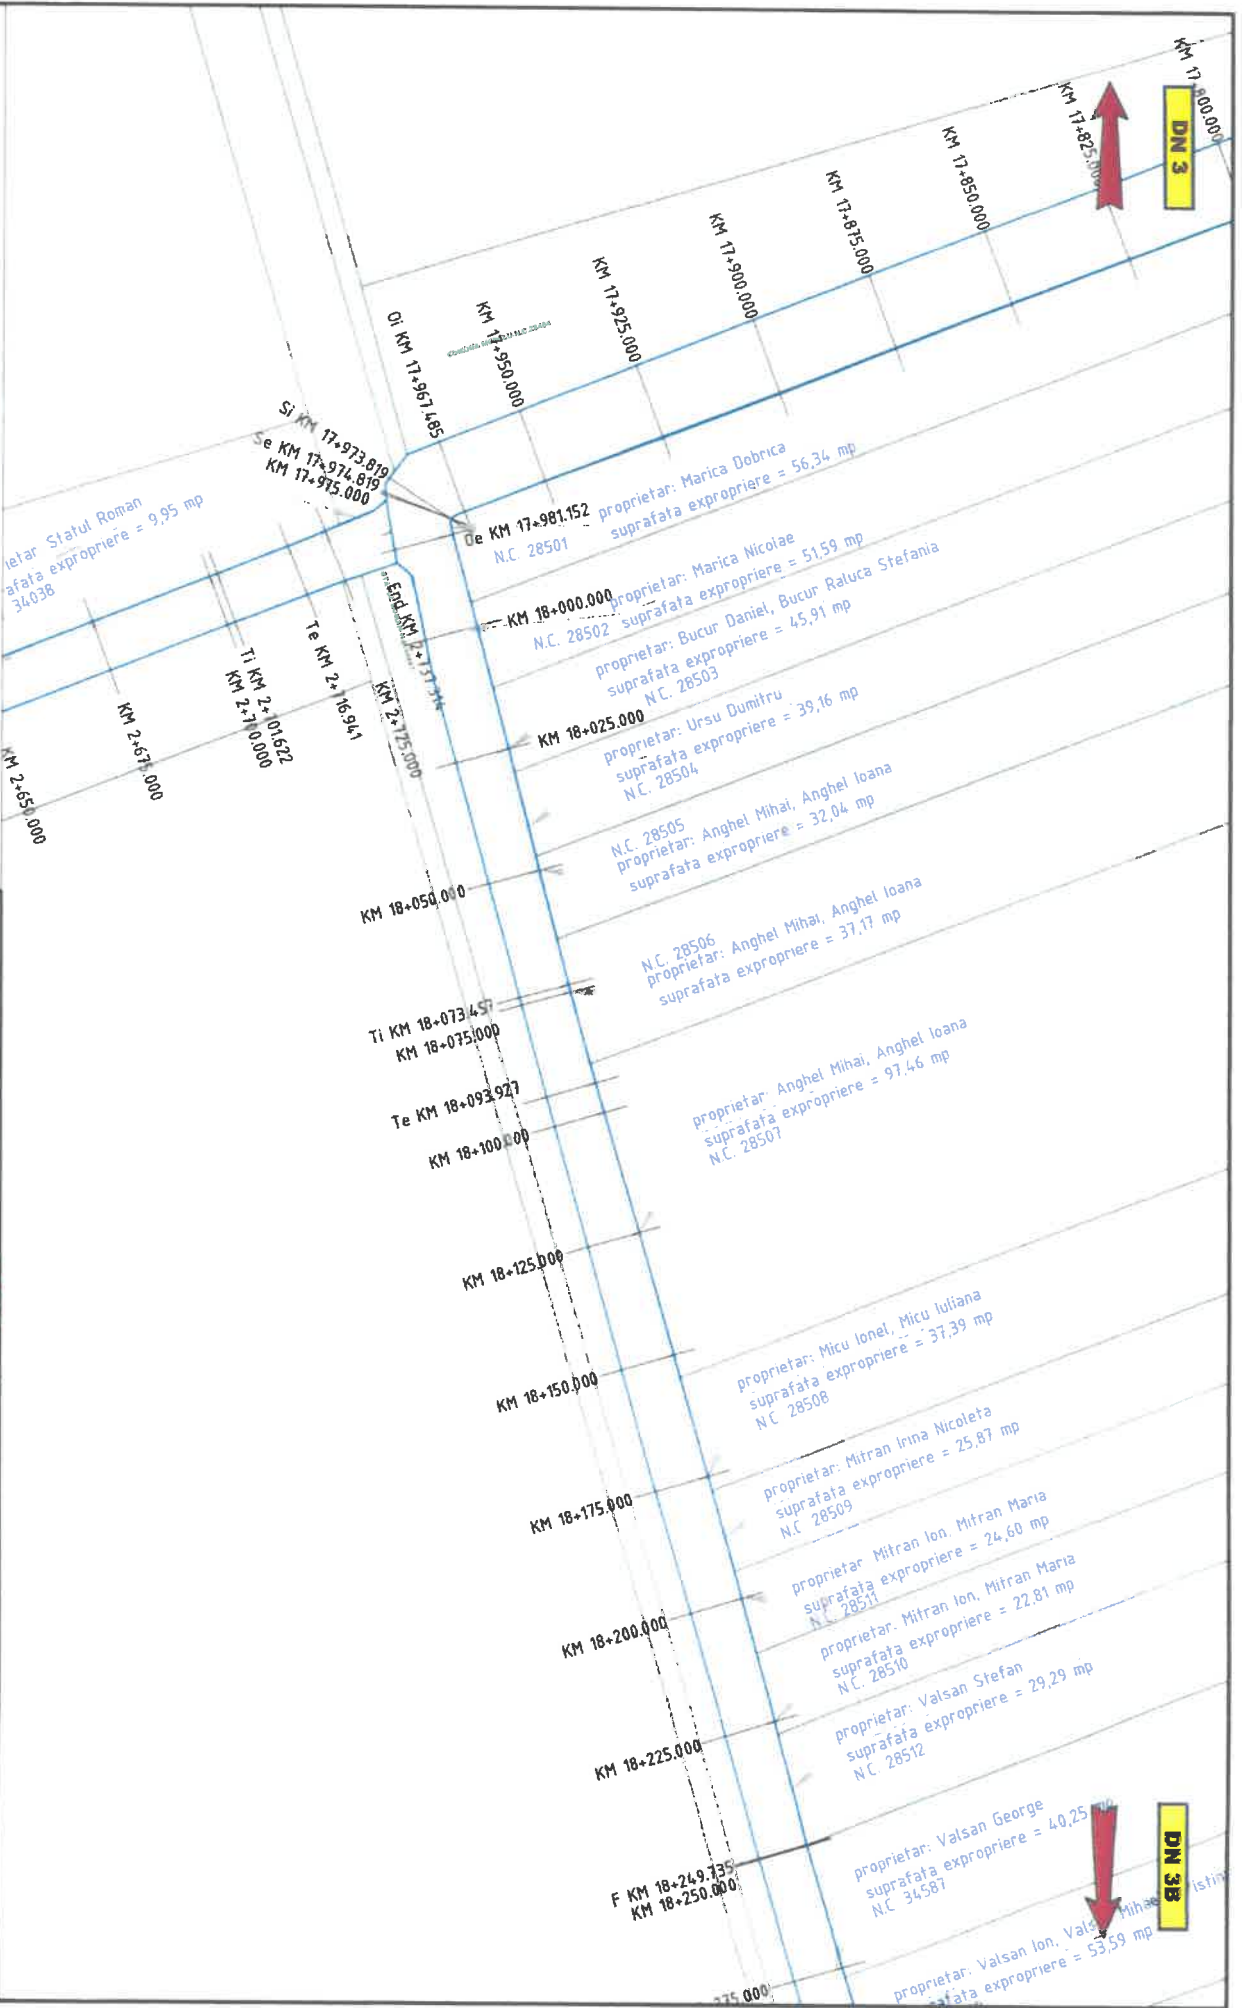 DN 3
KM 17+800.000
KM 17+825.000
KM 17+850.000
KM 17+875.000
KM 17+900.000
KM 17+925.000
KM 17+950.000
Oi KM 17+967.485
Si KM 17+973.819
Se KM 17+974.819
KM 17+975.000
Oe KM 17+981.152
N.C. 28501
proprietar: Marica Dobrica
suprafata expropriere = 56,34 mp
KM 18+000.000
proprietar: Marica Nicolae
N.C. 28502 suprafata expropriere = 51,59 mp
proprietar: Bucur Daniel, Bucur Raluca Stefania
suprafata expropriere = 45,91 mp
N.C. 28503
KM 18+025.000
proprietar: Ursu Dumitru
suprafata expropriere = 39,16 mp
N.C. 28504
N.C. 28505
proprietar: Anghel Mihai, Anghel Ioana
suprafata expropriere = 32,04 mp
N.C. 28506
proprietar: Anghel Mihai, Anghel Ioana
suprafata expropriere = 37,17 mp
proprietar: Anghel Mihai, Anghel Ioana
suprafata expropriere = 97,46 mp
N.C. 28507
proprietar: Micu Ionel, Micu Iuliana
suprafata expropriere = 37,39 mp
N.C. 28508
proprietar: Mitran Irina Nicoleta
suprafata expropriere = 25,87 mp
N.C. 28509
proprietar Mitran Ion, Mitran Maria
suprafata expropriere = 24,60 mp
N.C. 28511
proprietar: Mitran Ion, Mitran Maria
suprafata expropriere = 22,81 mp
N.C. 28510
proprietar: Valsan Stefan
suprafata expropriere = 29,29 mp
N.C. 28512
proprietar: Valsan George
suprafata expropriere = 40,25 mp
N.C 34587
proprietar: Valsan Ion,
expropriere = 53,59 mp
DN 3B
ietar Statul Roman
afata expropriere = 9,95 mp
34038
End KM 2+737.314
KM 2+725.000
Te KM 2+716.941
Ti KM 2+701.622
KM 2+700.000
KM 2+675.000
KM 2+650.000
KM 18+050.000
Ti KM 18+073.457
KM 18+075.000
Te KM 18+093.927
KM 18+100.000
KM 18+125.000
KM 18+150.000
KM 18+175.000
KM 18+200.000
KM 18+225.000
F KM 18+249.735
KM 18+250.000
275.000